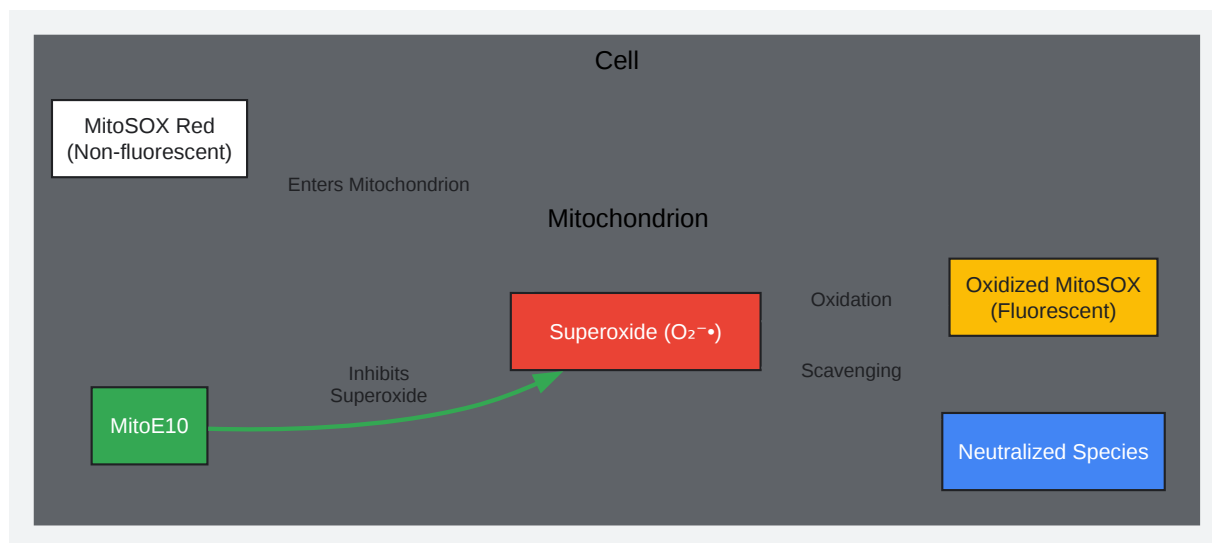 Cell
MitoSOX Red
(Non-fluorescent)
Enters Mitochondrion
Mitochondrion
Oxidized MitoSOX
(Fluorescent)
Oxidation
Superoxide (O₂⁻•)
Scavenging
Inhibits
Superoxide
MitoE10
Neutralized Species